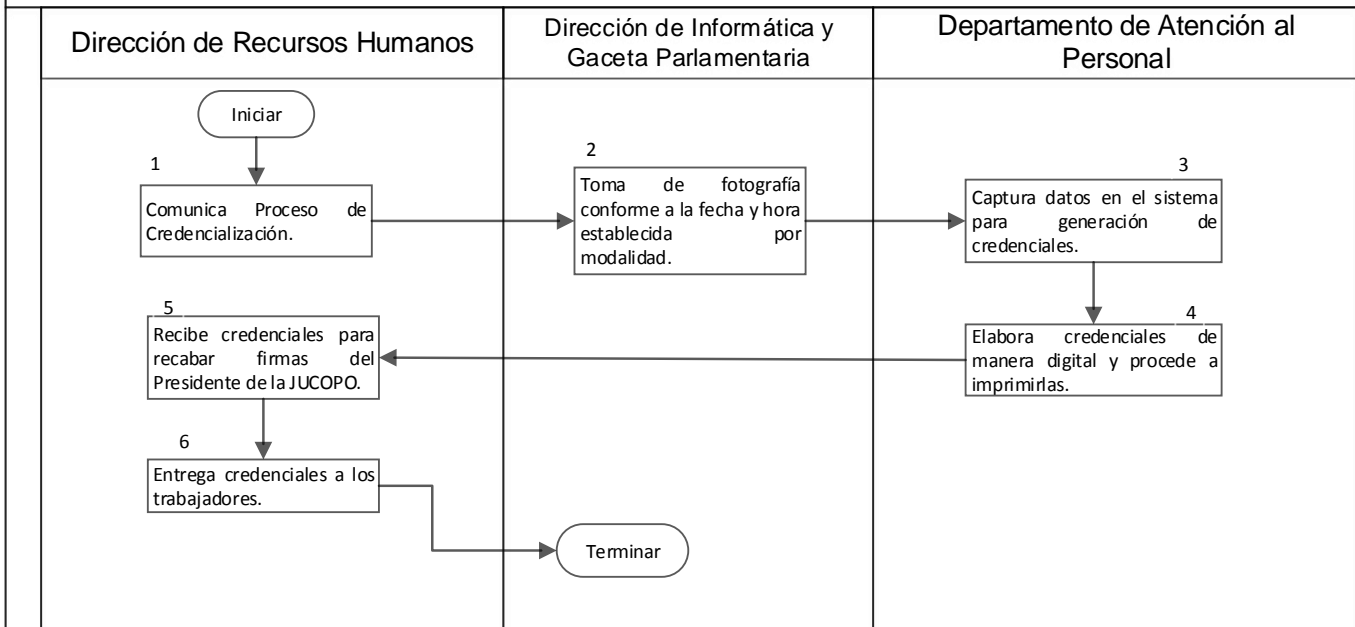 Dirección de Recursos Humanos
Dirección de Informática y
Gaceta Parlamentaria
Departamento de Atención al
Personal
Iniciar
1
Comunica Proceso de
Credencialización.
2
Toma de fotografía
conforme a la fecha y hora
establecida por
modalidad.
3
Captura datos en el sistema
para generación de
credenciales.
4
Elabora credenciales de
manera digital y procede a
imprimirlas.
5
Recibe credenciales para
recabar firmas del
Presidente de la JUCOPO.
6
Entrega credenciales a los
trabajadores.
Terminar